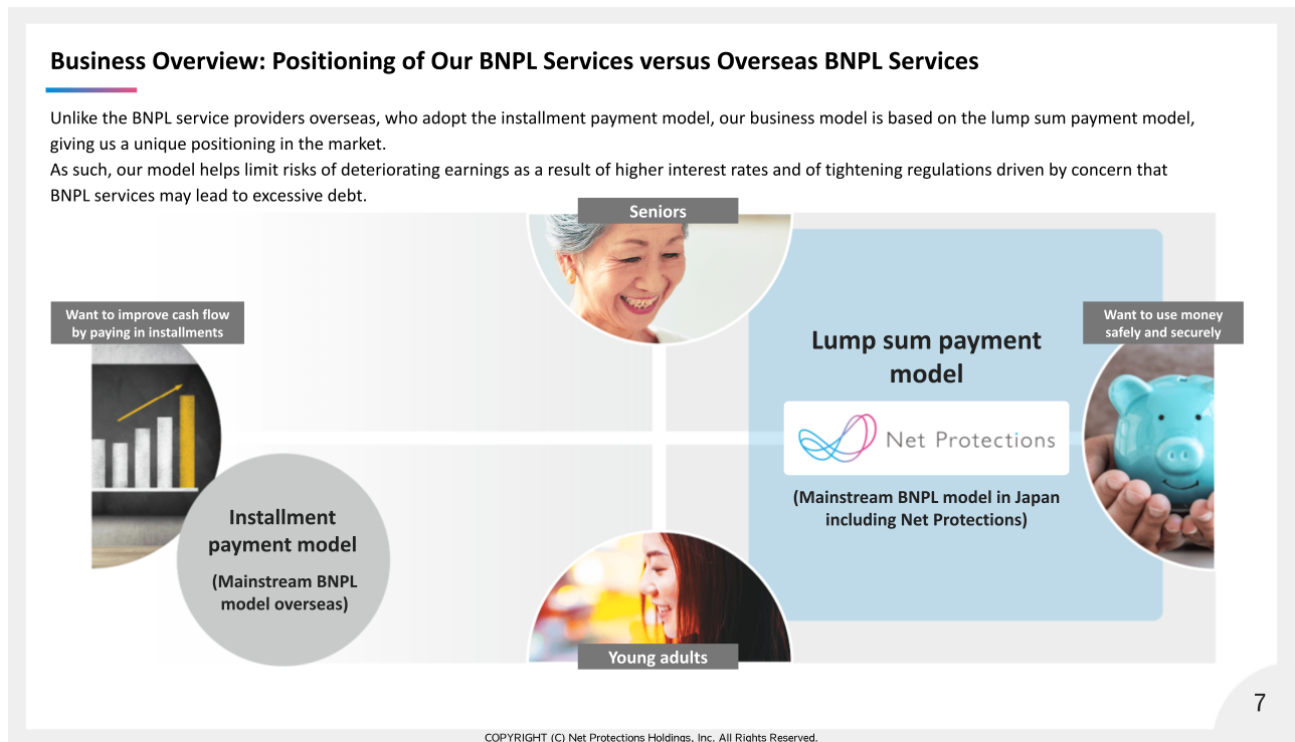 Business Overview: Positioning of Our BNPL Services versus Overseas BNPL Services
Unlike the BNPL service providers overseas, who adopt the installment payment model, our business model is based on the lump sum payment model,
giving us a unique positioning in the market.
As such, our model helps limit risks of deteriorating earnings as a result of higher interest rates and of tightening regulations driven by concern that
BNPL services may lead to excessive debt.
Seniors
Want to improve cash flow
by paying in installments
Want to use money
safely and securely
Lump sum payment
model
Net Protections
(Mainstream BNPL model in Japan
including Net Protections)
Installment
payment model
(Mainstream BNPL
model overseas)
Young adults
7
COPYRIGHT (C) Net Protections Holdings, Inc. All Rights Reserved.